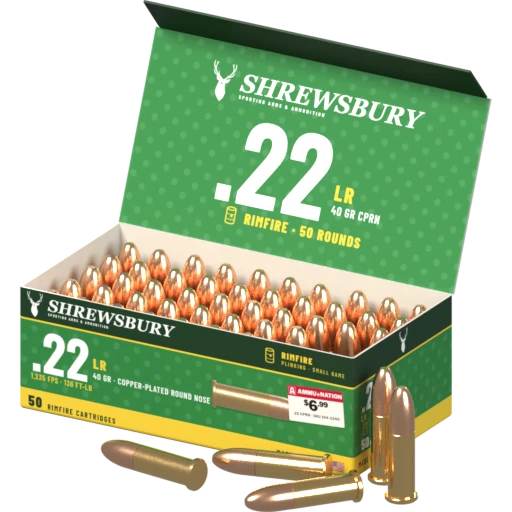 SHREWSBURY
SPORTING ARMS & AMMUNITION
.22 LR
40 GR CPRN
RIMFIRE • 50 ROUNDS
SHREWSBURY
SPORTING ARMS & AMMUNITION
.22 LR
1,235 FPS · 136 FT-LB
40 GR · COPPER-PLATED ROUND NOSE
50 RIMFIRE CARTRIDGES
RIMFIRE
PLINKING · SMALL GAME
AMMU-NATION
$6.99